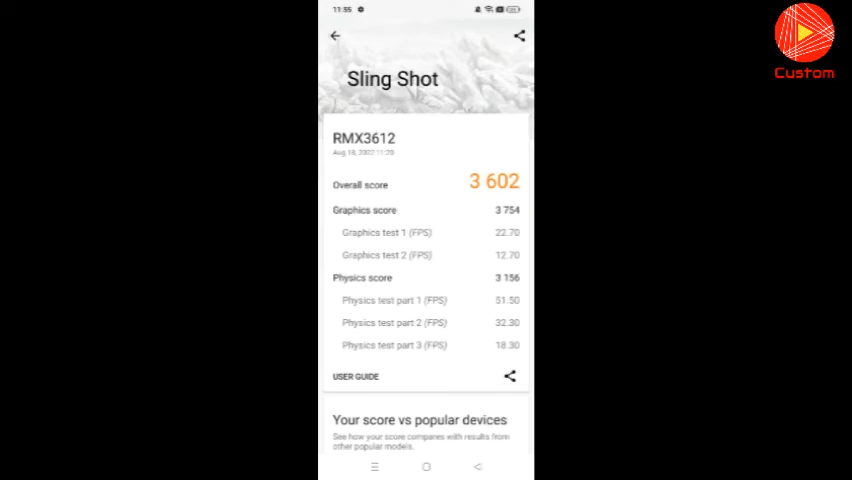 11:55
Custom
Sling Shot
RMX3612
Aug 18, 2022 11:20
Overall score 3 602
Graphics score 3 754
Graphics test 1 (FPS) 22.70
Graphics test 2 (FPS) 12.70
Physics score 3 156
Physics test part 1 (FPS) 51.50
Physics test part 2 (FPS) 32.30
Physics test part 3 (FPS) 18.30
USER GUIDE
Your score vs popular devices
See how your score compares with results from
other popular models.